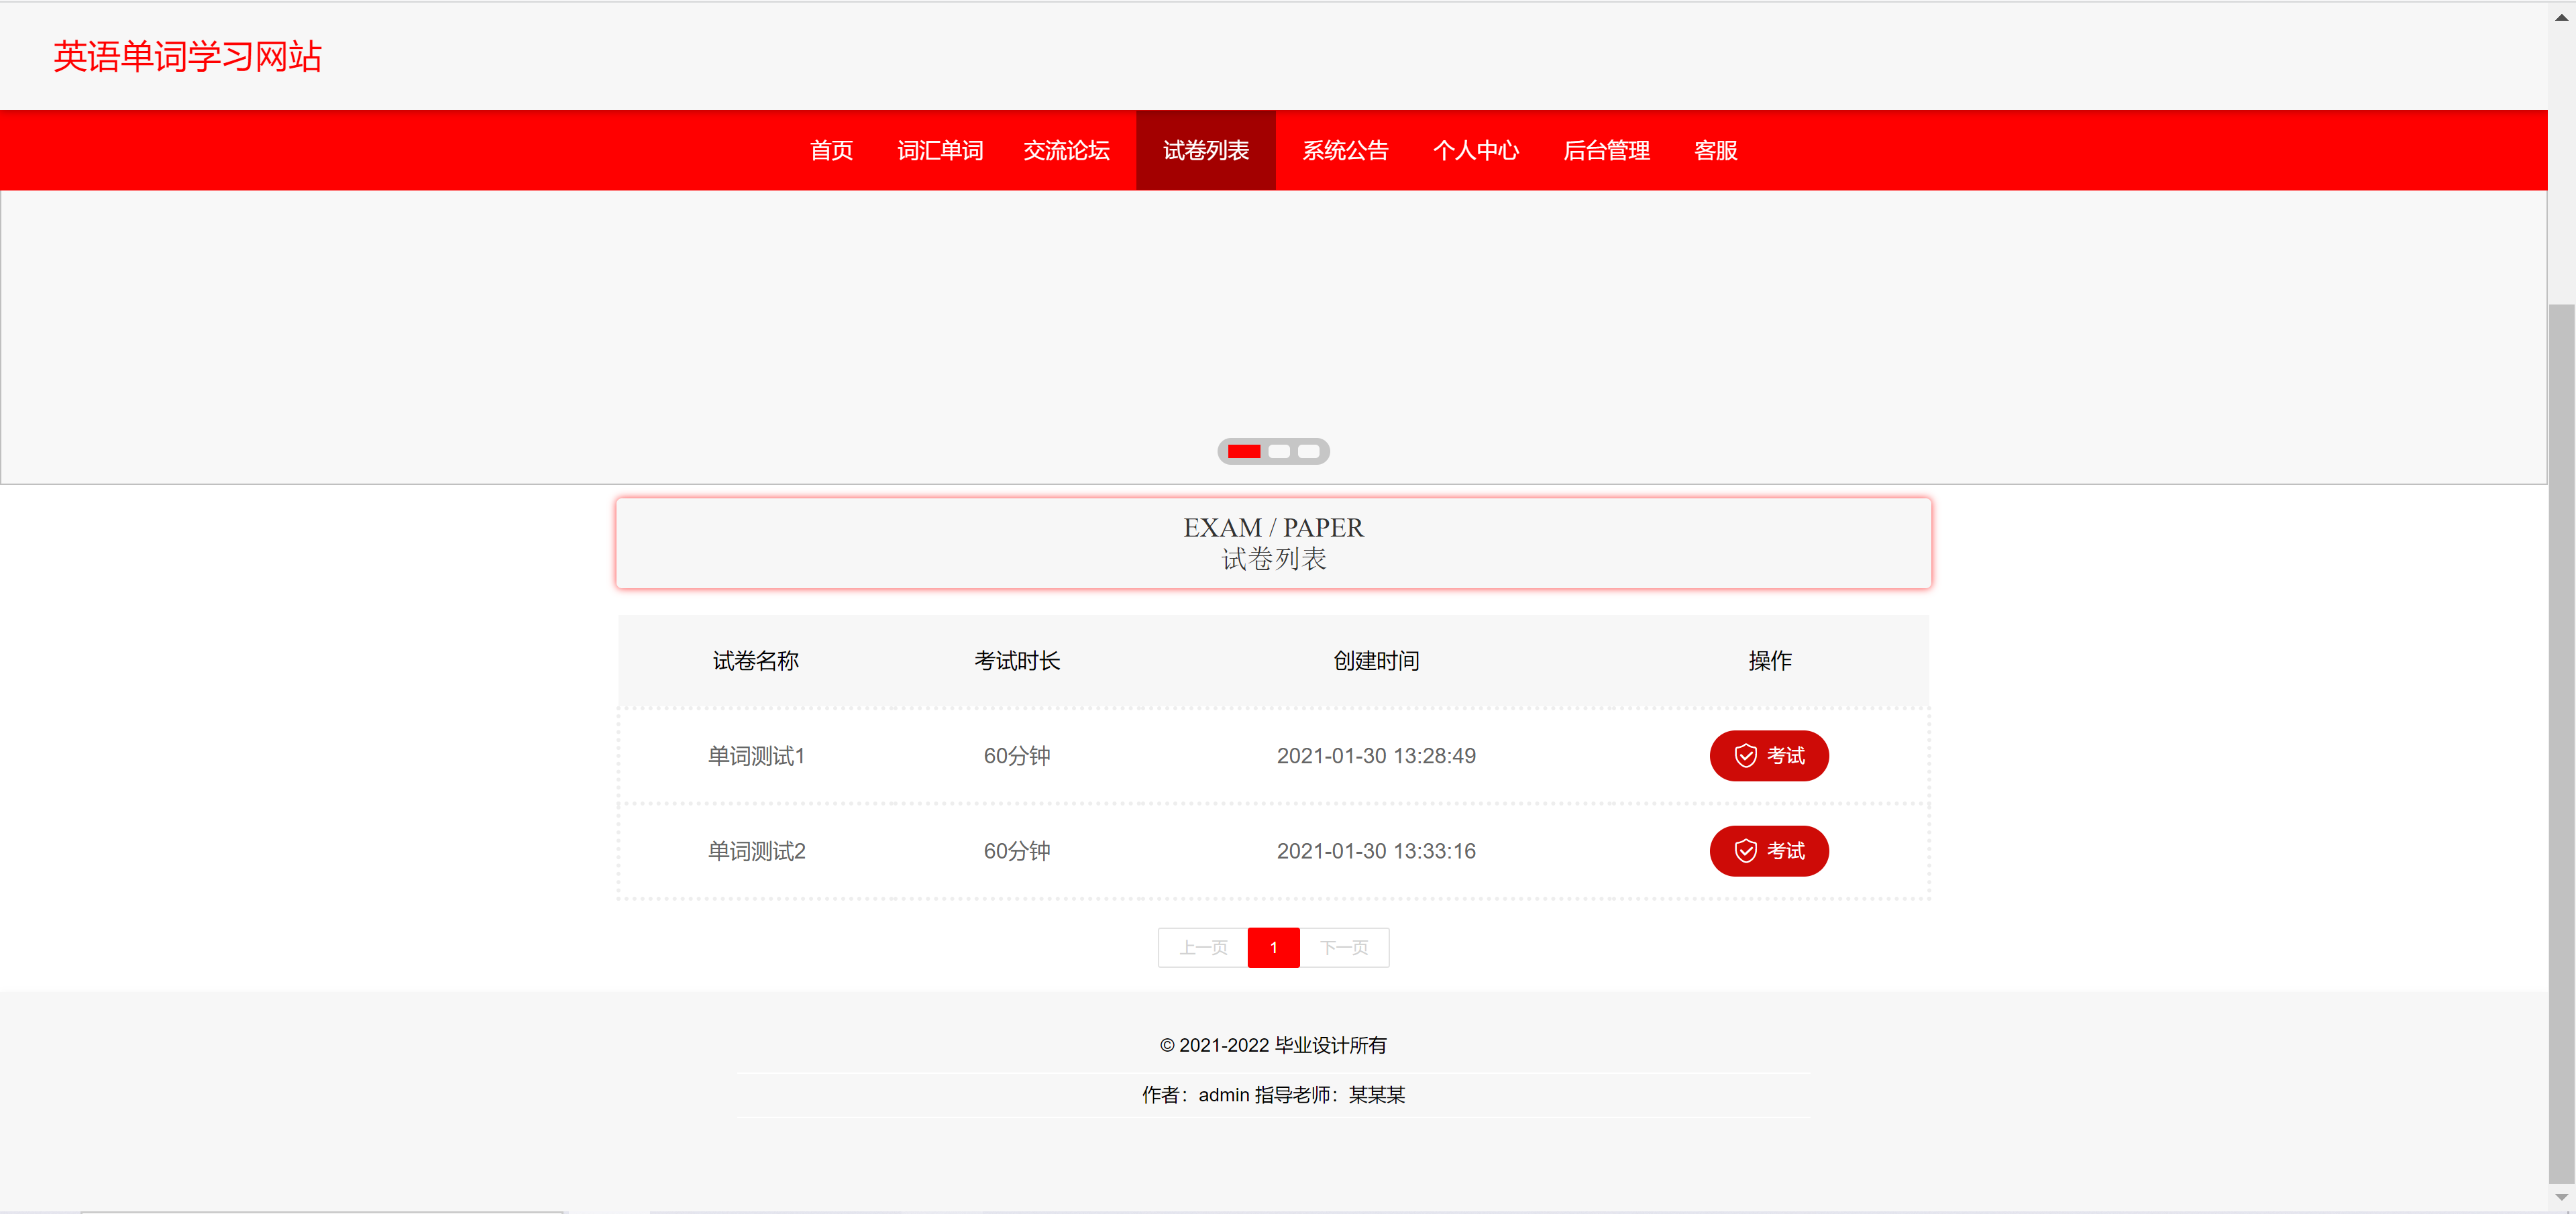 英语单词学习网站
首页 词汇单词 交流论坛 试卷列表 系统公告 个人中心 后台管理 客服
EXAM / PAPER
试卷列表
试卷名称 考试时长 创建时间 操作
单词测试1 60分钟 2021-01-30 13:28:49 考试
单词测试2 60分钟 2021-01-30 13:33:16 考试
上一页 1 下一页
© 2021-2022 毕业设计所有
作者：admin 指导老师：某某某